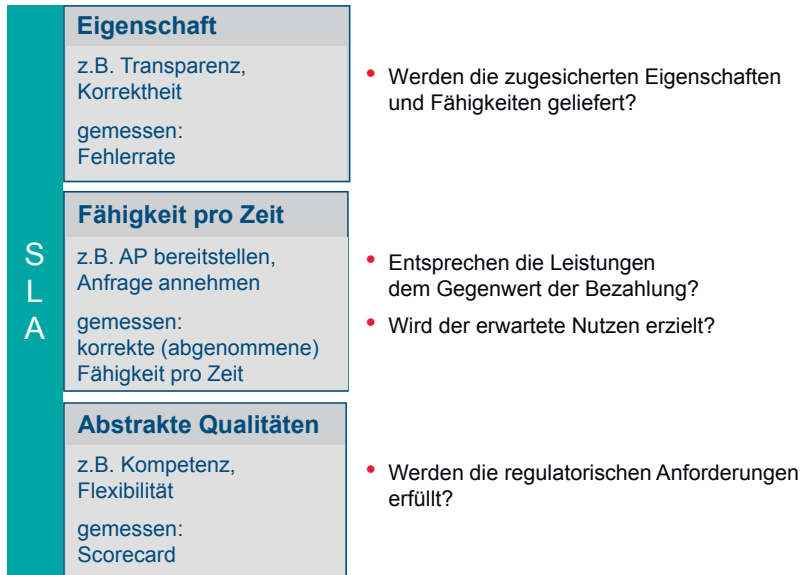 S
L
A
Eigenschaft
z.B. Transparenz,
Korrektheit
gemessen:
Fehlerrate
• Werden die zugesicherten Eigenschaften
und Fähigkeiten geliefert?
Fähigkeit pro Zeit
z.B. AP bereitstellen,
Anfrage annehmen
gemessen:
korrekte (abgenommene)
Fähigkeit pro Zeit
• Entsprechen die Leistungen
dem Gegenwert der Bezahlung?
• Wird der erwartete Nutzen erzielt?
Abstrakte Qualitäten
z.B. Kompetenz,
Flexibilität
gemessen:
Scorecard
• Werden die regulatorischen Anforderungen
erfüllt?